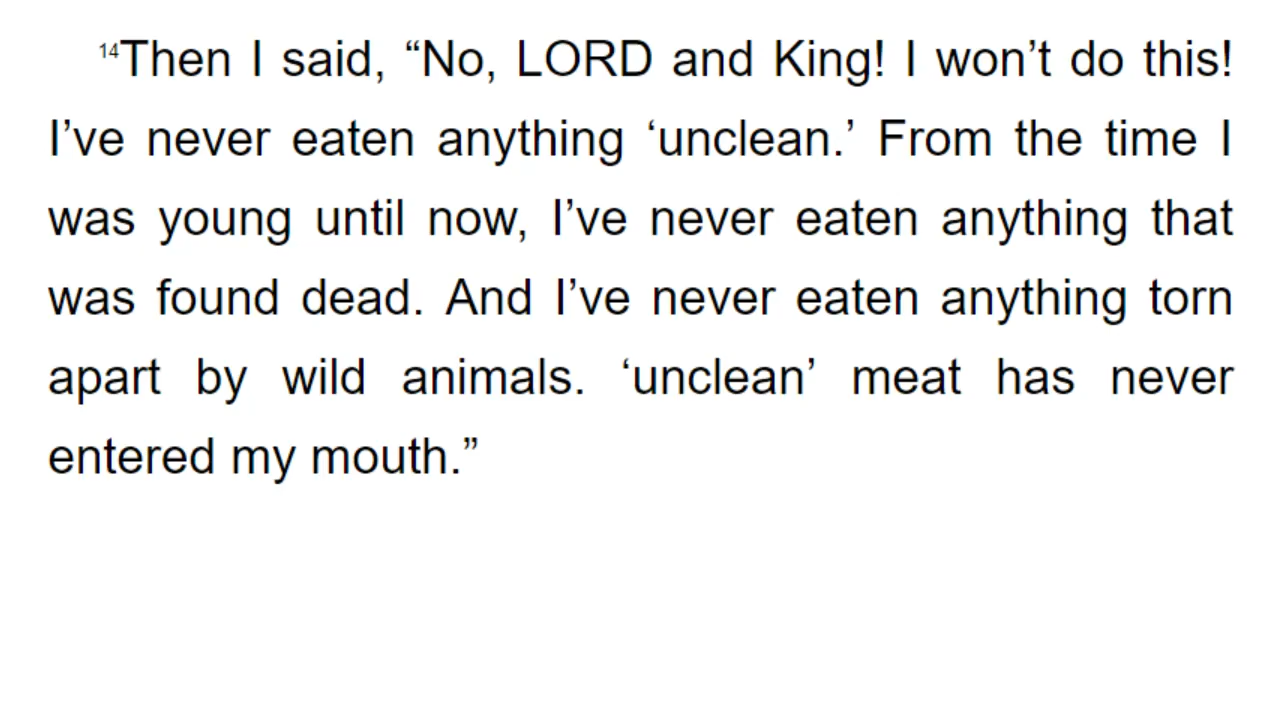 14Then I said, “No, LORD and King! I won’t do this!
I’ve never eaten anything ‘unclean.’ From the time I
was young until now, I’ve never eaten anything that
was found dead. And I’ve never eaten anything torn
apart by wild animals. ‘unclean’ meat has never
entered my mouth.”